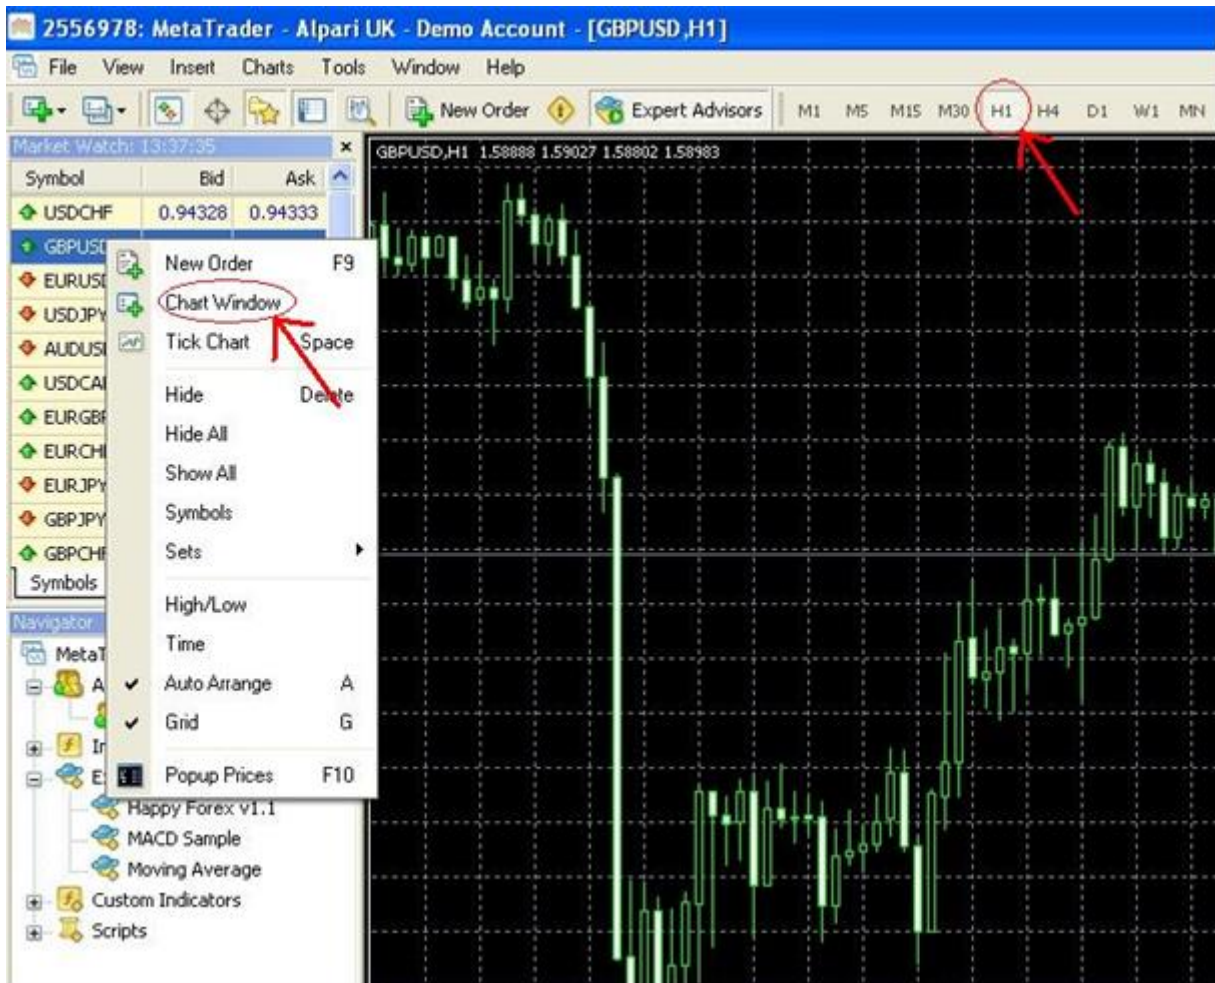 2556978: MetaTrader - Alpari UK - Demo Account - [GBPUSD,H1]
File View Insert Charts Tools Window Help
New Order Expert Advisors M1 M5 M15 M30 H1 H4 D1 W1 MN
Market Watch: 13:37:35
GBPUSD,H1 1.58888 1.59027 1.58802 1.58983
Symbol Bid Ask
USDCHF 0.94328 0.94333
GBPUSD
EURUSD
USDJPY
AUDUSD
USDCAD
EURGBP
EURCHF
EURJPY
GBPJPY
GBPCHF
Symbols
New Order F9
Chart Window
Tick Chart Space
Hide Delete
Hide All
Show All
Symbols
Sets
High/Low
Time
Auto Arrange A
Grid G
Popup Prices F10
Navigator
MetaT
A
Ir
E
Happy Forex v1.1
MACD Sample
Moving Average
Custom Indicators
Scripts